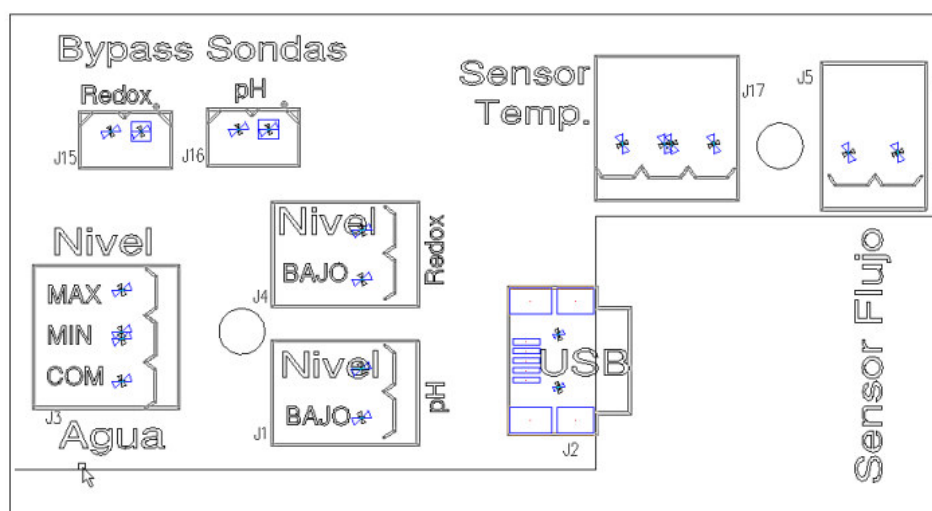 Bypass Sondas
Redox
pH
J15
J16
Sensor
Temp.
J17
J5
Nivel
MAX
MIN
COM
J3
Agua
Nivel
BAJO
Redox
J4
Nivel
BAJO
pH
J1
USB
J2
Sensor Flujo